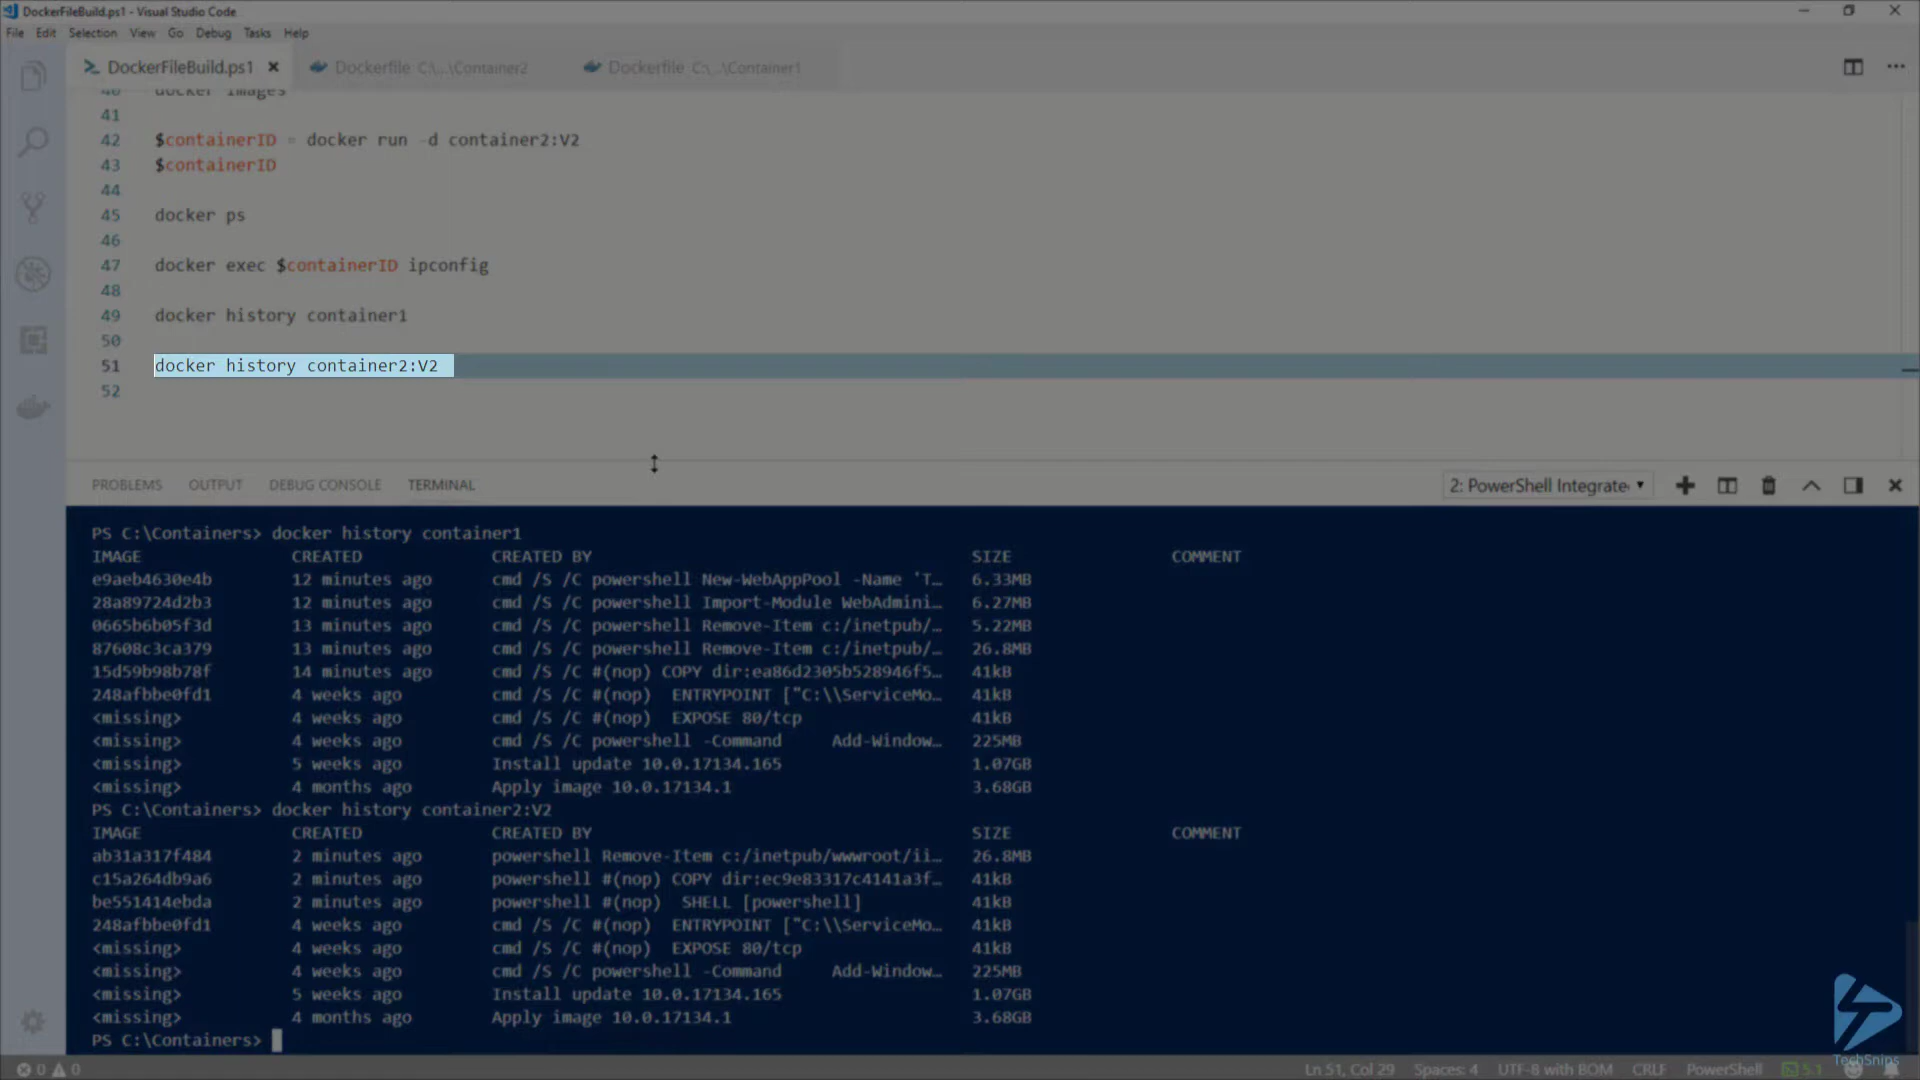 DockerFileBuild.ps1 - Visual Studio Code
File Edit Selection View Go Debug Tasks Help
DockerFileBuild.ps1 Dockerfile C:\...\Container2 Dockerfile C:\...\Container1
40 docker images
41
42 $containerID = docker run -d container2:V2
43 $containerID
44
45 docker ps
46
47 docker exec $containerID ipconfig
48
49 docker history container1
50
51 docker history container2:V2
52
PROBLEMS OUTPUT DEBUG CONSOLE TERMINAL 2: PowerShell Integrate
PS C:\Containers> docker history container1
IMAGE CREATED CREATED BY SIZE COMMENT
e9aeb4630e4b 12 minutes ago cmd /S /C powershell New-WebAppPool -Name 'T… 6.33MB
28a89724d2b3 12 minutes ago cmd /S /C powershell Import-Module WebAdmini… 6.27MB
0665b6b05f3d 13 minutes ago cmd /S /C powershell Remove-Item c:/inetpub/… 5.22MB
87608c3ca379 13 minutes ago cmd /S /C powershell Remove-Item c:/inetpub/… 26.8MB
15d59b98b78f 14 minutes ago cmd /S /C #(nop) COPY dir:ea86d2305b528946f5… 41kB
248afbbe0fd1 4 weeks ago cmd /S /C #(nop) ENTRYPOINT ["C:\\ServiceMo… 41kB
<missing> 4 weeks ago cmd /S /C #(nop) EXPOSE 80/tcp 41kB
<missing> 4 weeks ago cmd /S /C powershell -Command Add-Window… 225MB
<missing> 5 weeks ago Install update 10.0.17134.165 1.07GB
<missing> 4 months ago Apply image 10.0.17134.1 3.68GB
PS C:\Containers> docker history container2:V2
IMAGE CREATED CREATED BY SIZE COMMENT
ab31a317f484 2 minutes ago powershell Remove-Item c:/inetpub/wwwroot/ii… 26.8MB
c15a264db9a6 2 minutes ago powershell #(nop) COPY dir:ec9e83317c4141a3f… 41kB
be551414ebda 2 minutes ago powershell #(nop) SHELL [powershell] 41kB
248afbbe0fd1 4 weeks ago cmd /S /C #(nop) ENTRYPOINT ["C:\\ServiceMo… 41kB
<missing> 4 weeks ago cmd /S /C #(nop) EXPOSE 80/tcp 41kB
<missing> 4 weeks ago cmd /S /C powershell -Command Add-Window… 225MB
<missing> 5 weeks ago Install update 10.0.17134.165 1.07GB
<missing> 4 months ago Apply image 10.0.17134.1 3.68GB
PS C:\Containers>
TechSnips
0 0 Ln 51, Col 29 Spaces: 4 UTF-8 with BOM CRLF PowerShell 5.1